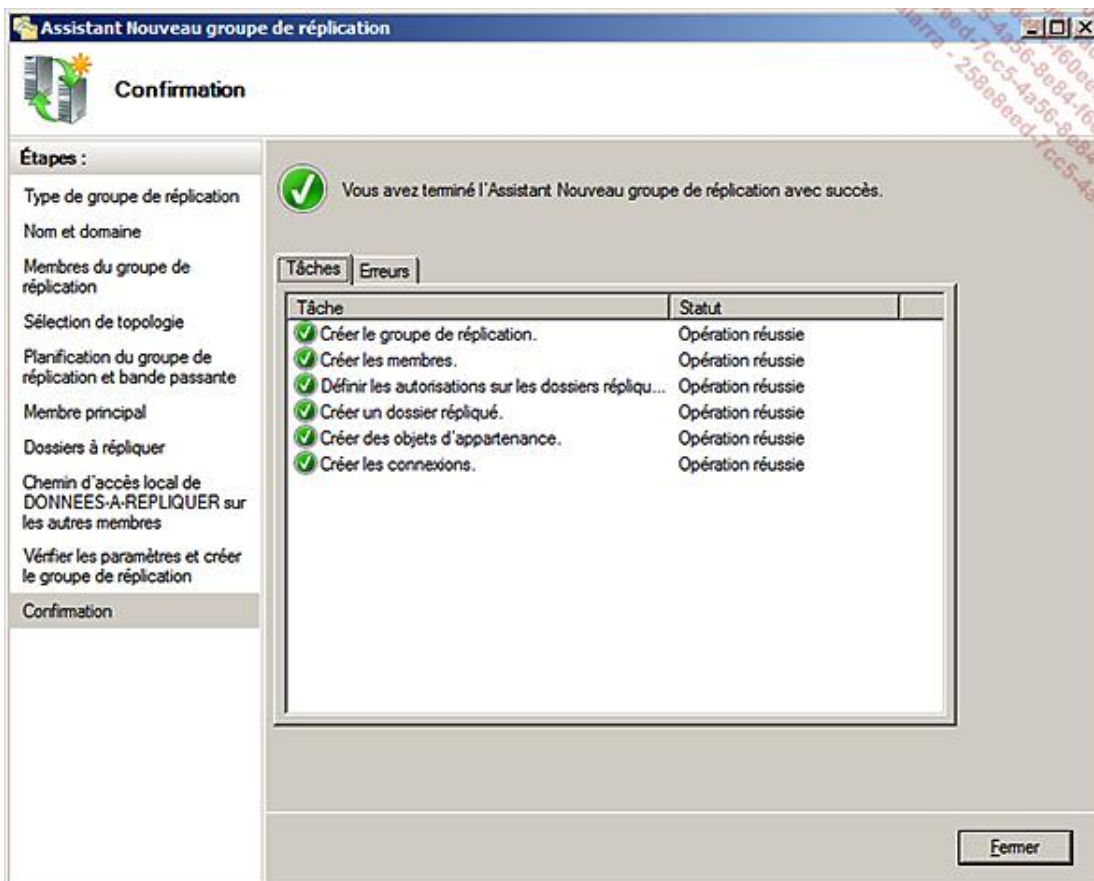 Assistant Nouveau groupe de réplication
Confirmation
Étapes :
Type de groupe de réplication
Nom et domaine
Membres du groupe de
réplication
Sélection de topologie
Planification du groupe de
réplication et bande passante
Membre principal
Dossiers à répliquer
Chemin d'accès local de
DONNEES-A-REPLIQUER sur
les autres membres
Vérifier les paramètres et créer
le groupe de réplication
Confirmation
Vous avez terminé l'Assistant Nouveau groupe de réplication avec succès.
Tâches Erreurs
Tâche Statut
Créer le groupe de réplication. Opération réussie
Créer les membres. Opération réussie
Définir les autorisations sur les dossiers répliqu... Opération réussie
Créer un dossier répliqué. Opération réussie
Créer des objets d'appartenance. Opération réussie
Créer les connexions. Opération réussie
Fermer